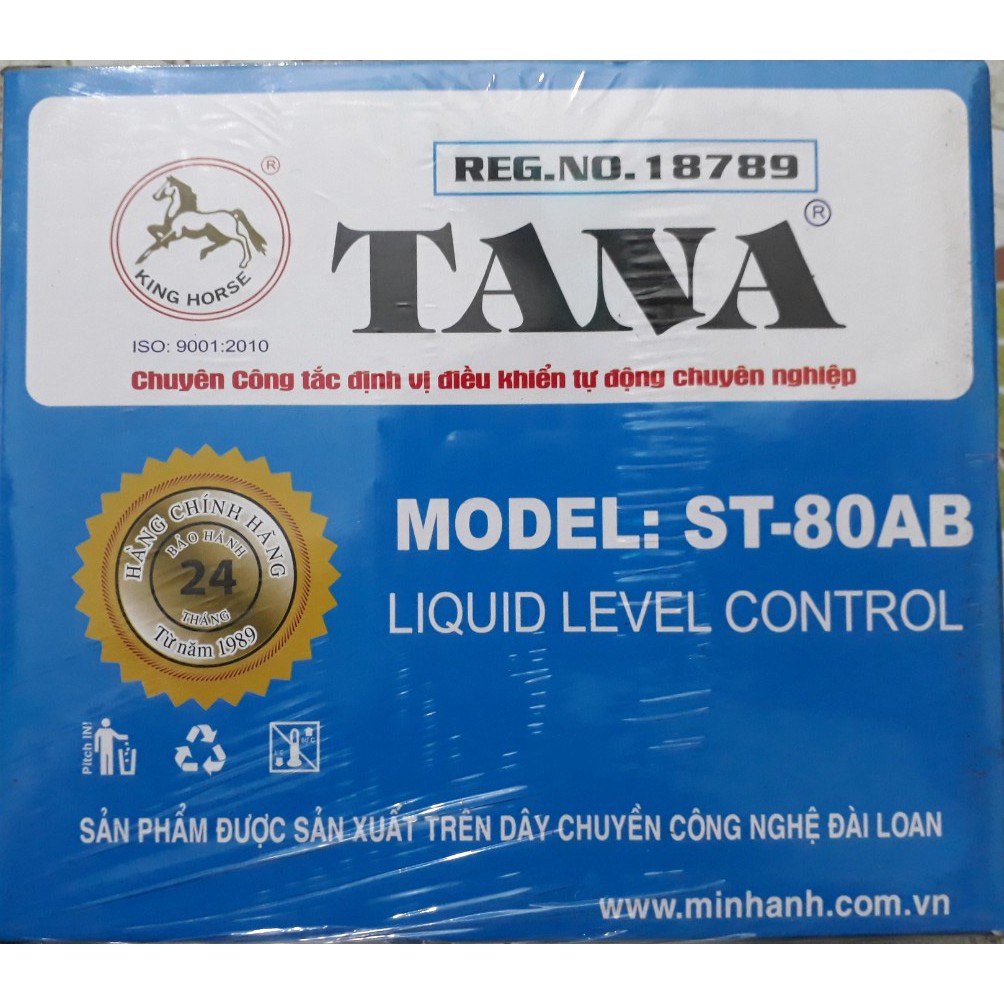 REG.NO.18789
®
KING HORSE
TANA®
ISO: 9001:2010
Chuyên Công tắc định vị điều khiển tự động chuyên nghiệp
HÀNG CHÍNH HÃNG
BẢO HÀNH
24
THÁNG
Từ năm 1989
MODEL: ST-80AB
LIQUID LEVEL CONTROL
Pitch IN!
SẢN PHẨM ĐƯỢC SẢN XUẤT TRÊN DÂY CHUYỀN CÔNG NGHỆ ĐÀI LOAN
www.minhanh.com.vn